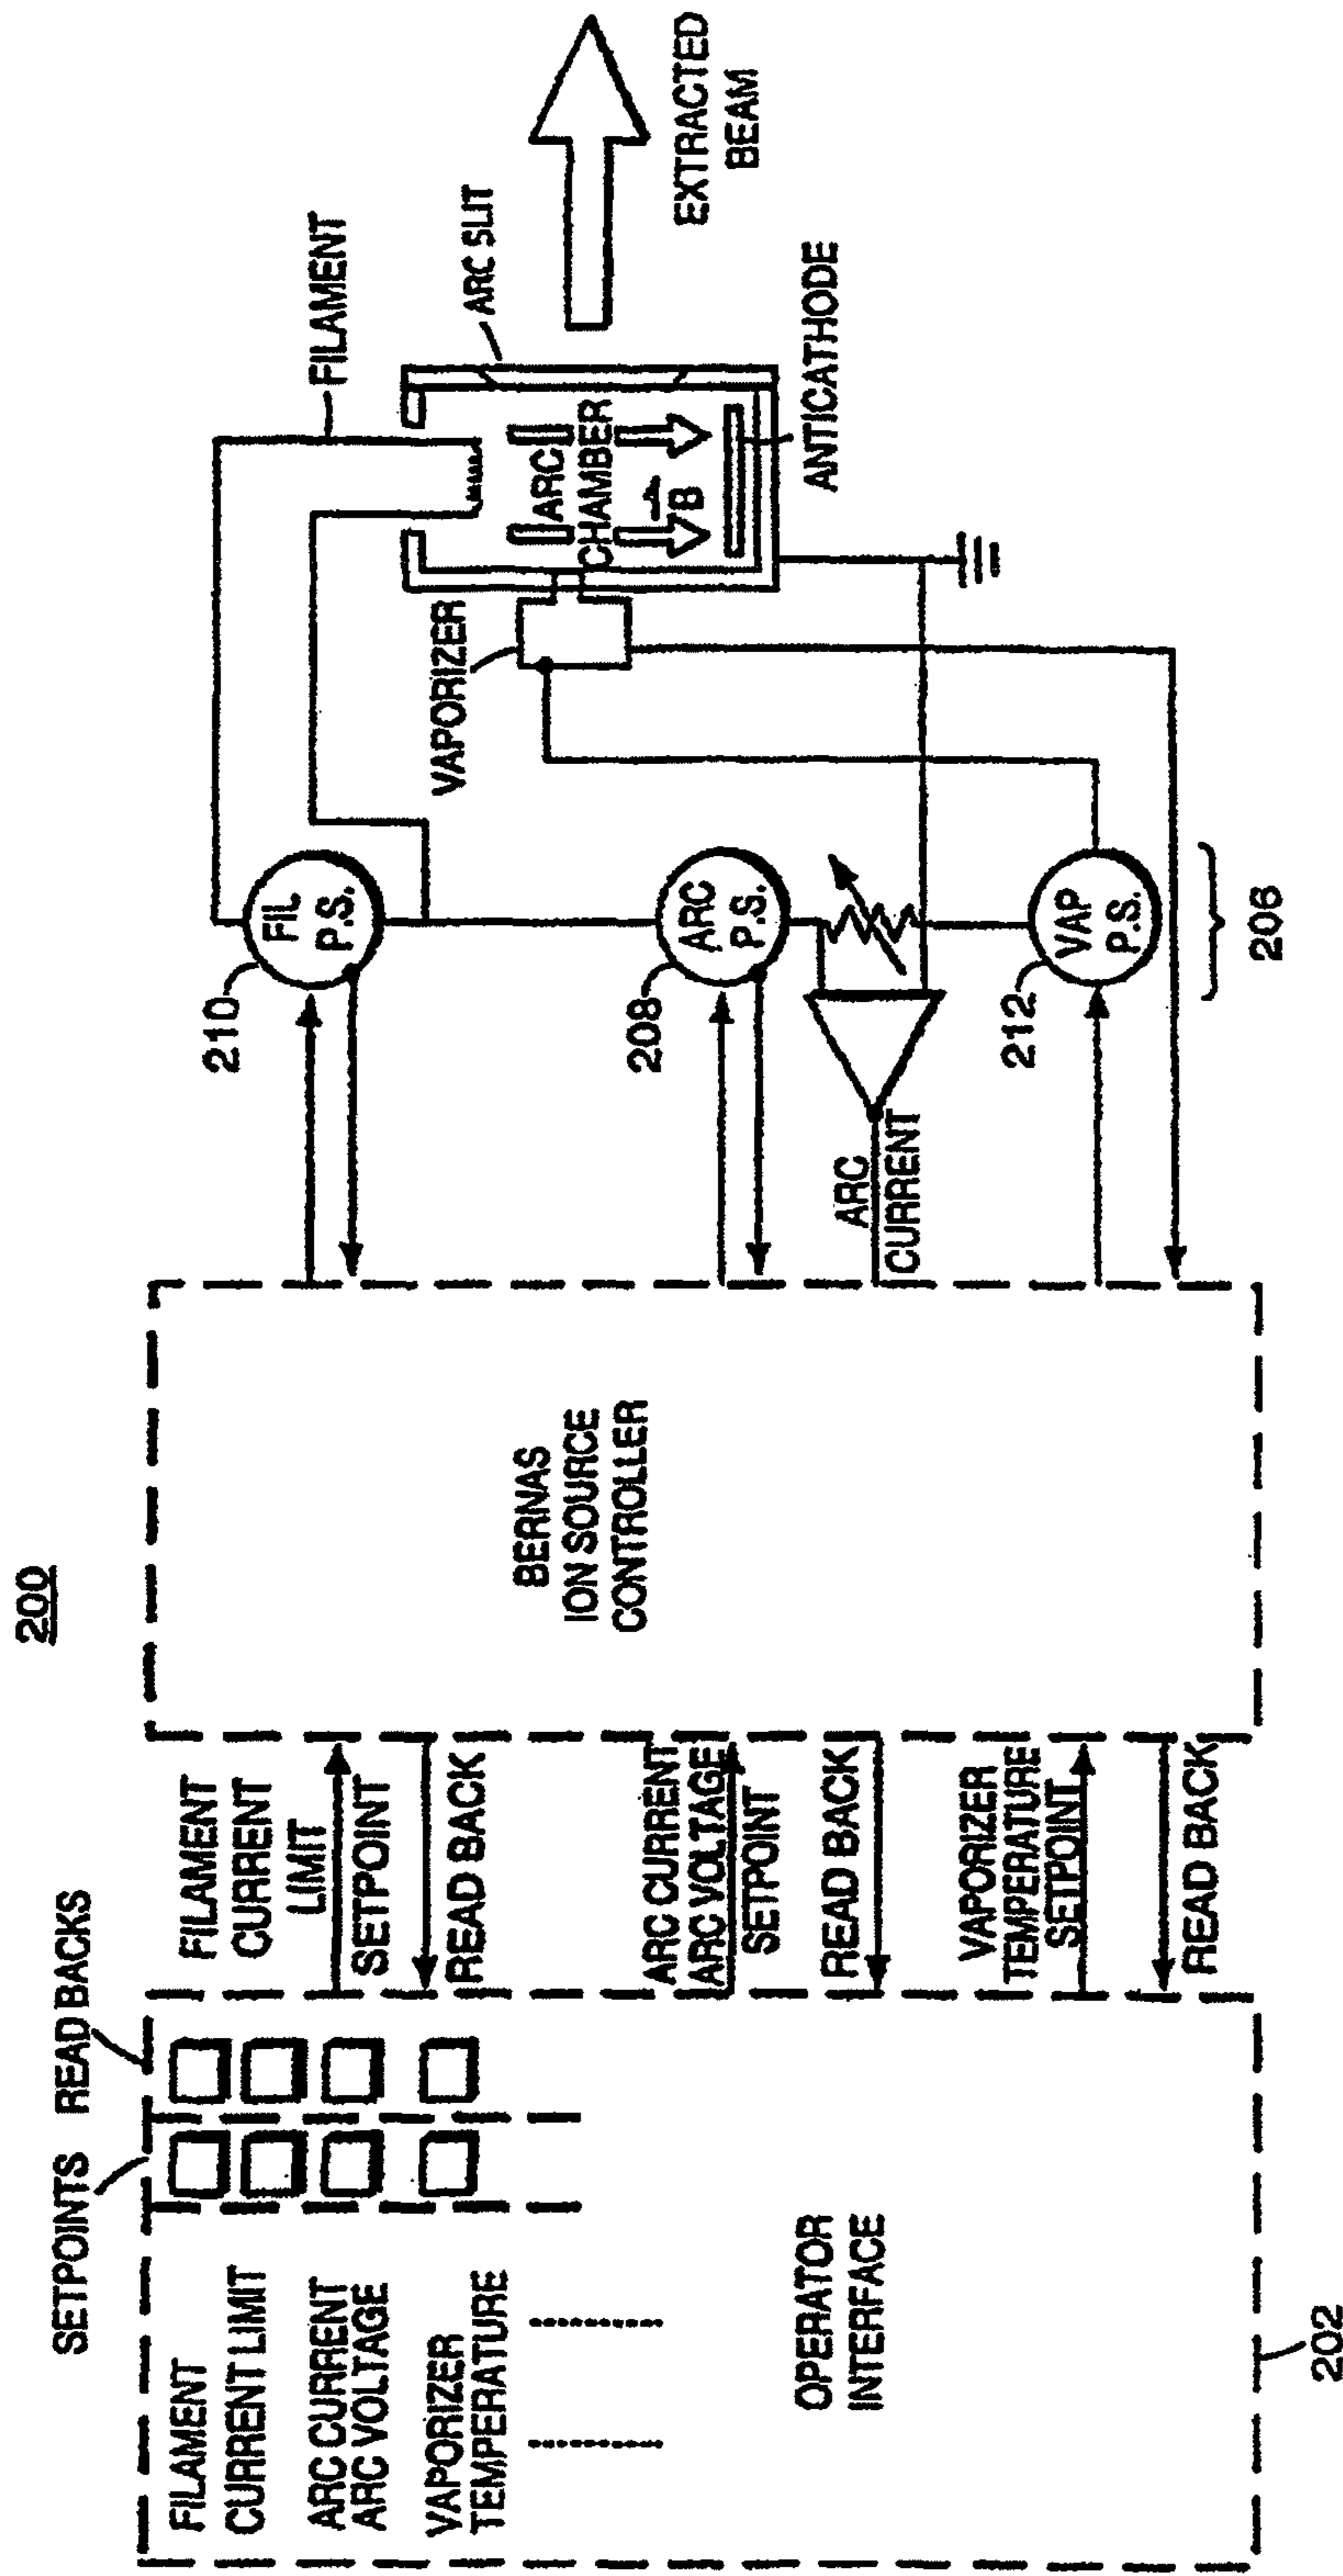 200
SETPOINTS
READ BACKS
FILAMENT
CURRENT LIMIT
ARC CURRENT
ARC VOLTAGE
VAPORIZER
TEMPERATURE
OPERATOR
INTERFACE
202
FILAMENT
CURRENT
LIMIT
SETPOINT
READ BACK
ARC CURRENT
ARC VOLTAGE
SETPOINT
READ BACK
VAPORIZER
TEMPERATURE
SETPOINT
READ BACK
BERNAS
ION SOURCE
CONTROLLER
210
FIL
P.S.
208
ARC
P.S.
ARC
CURRENT
212
VAP
P.S.
206
VAPORIZER
FILAMENT
ARC SLIT
ARC
CHAMBER
B
ANTICATHODE
EXTRACTED
BEAM